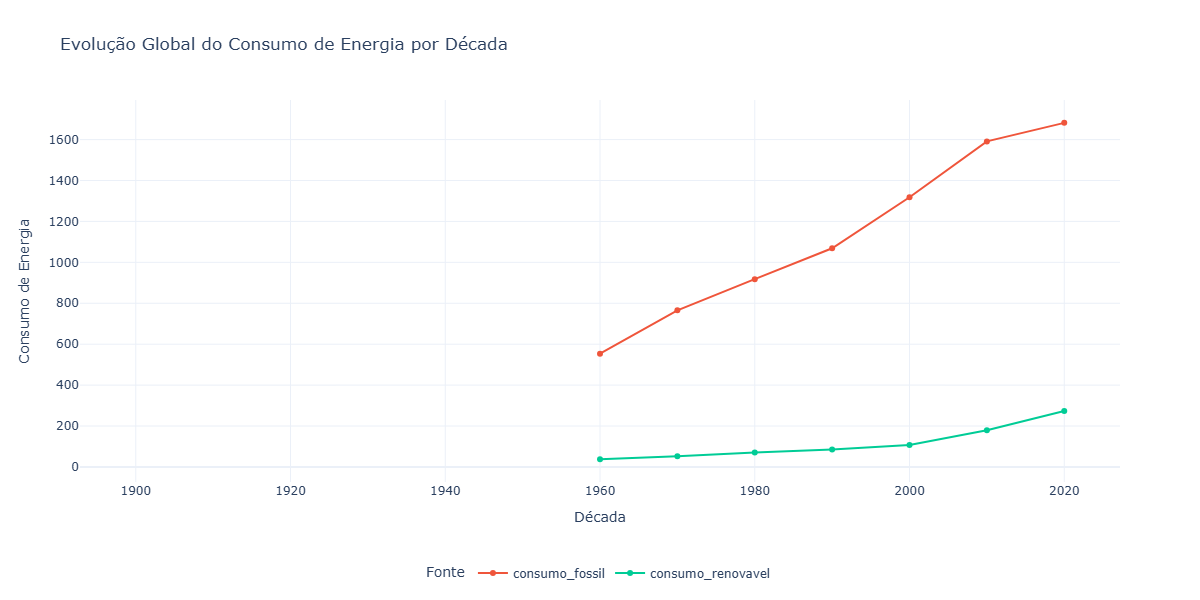 Evolução Global do Consumo de Energia por Década
Consumo de Energia
1600
1400
1200
1000
800
600
400
200
0
1900 1920 1940 1960 1980 2000 2020
Década
Fonte consumo_fossil consumo_renovavel